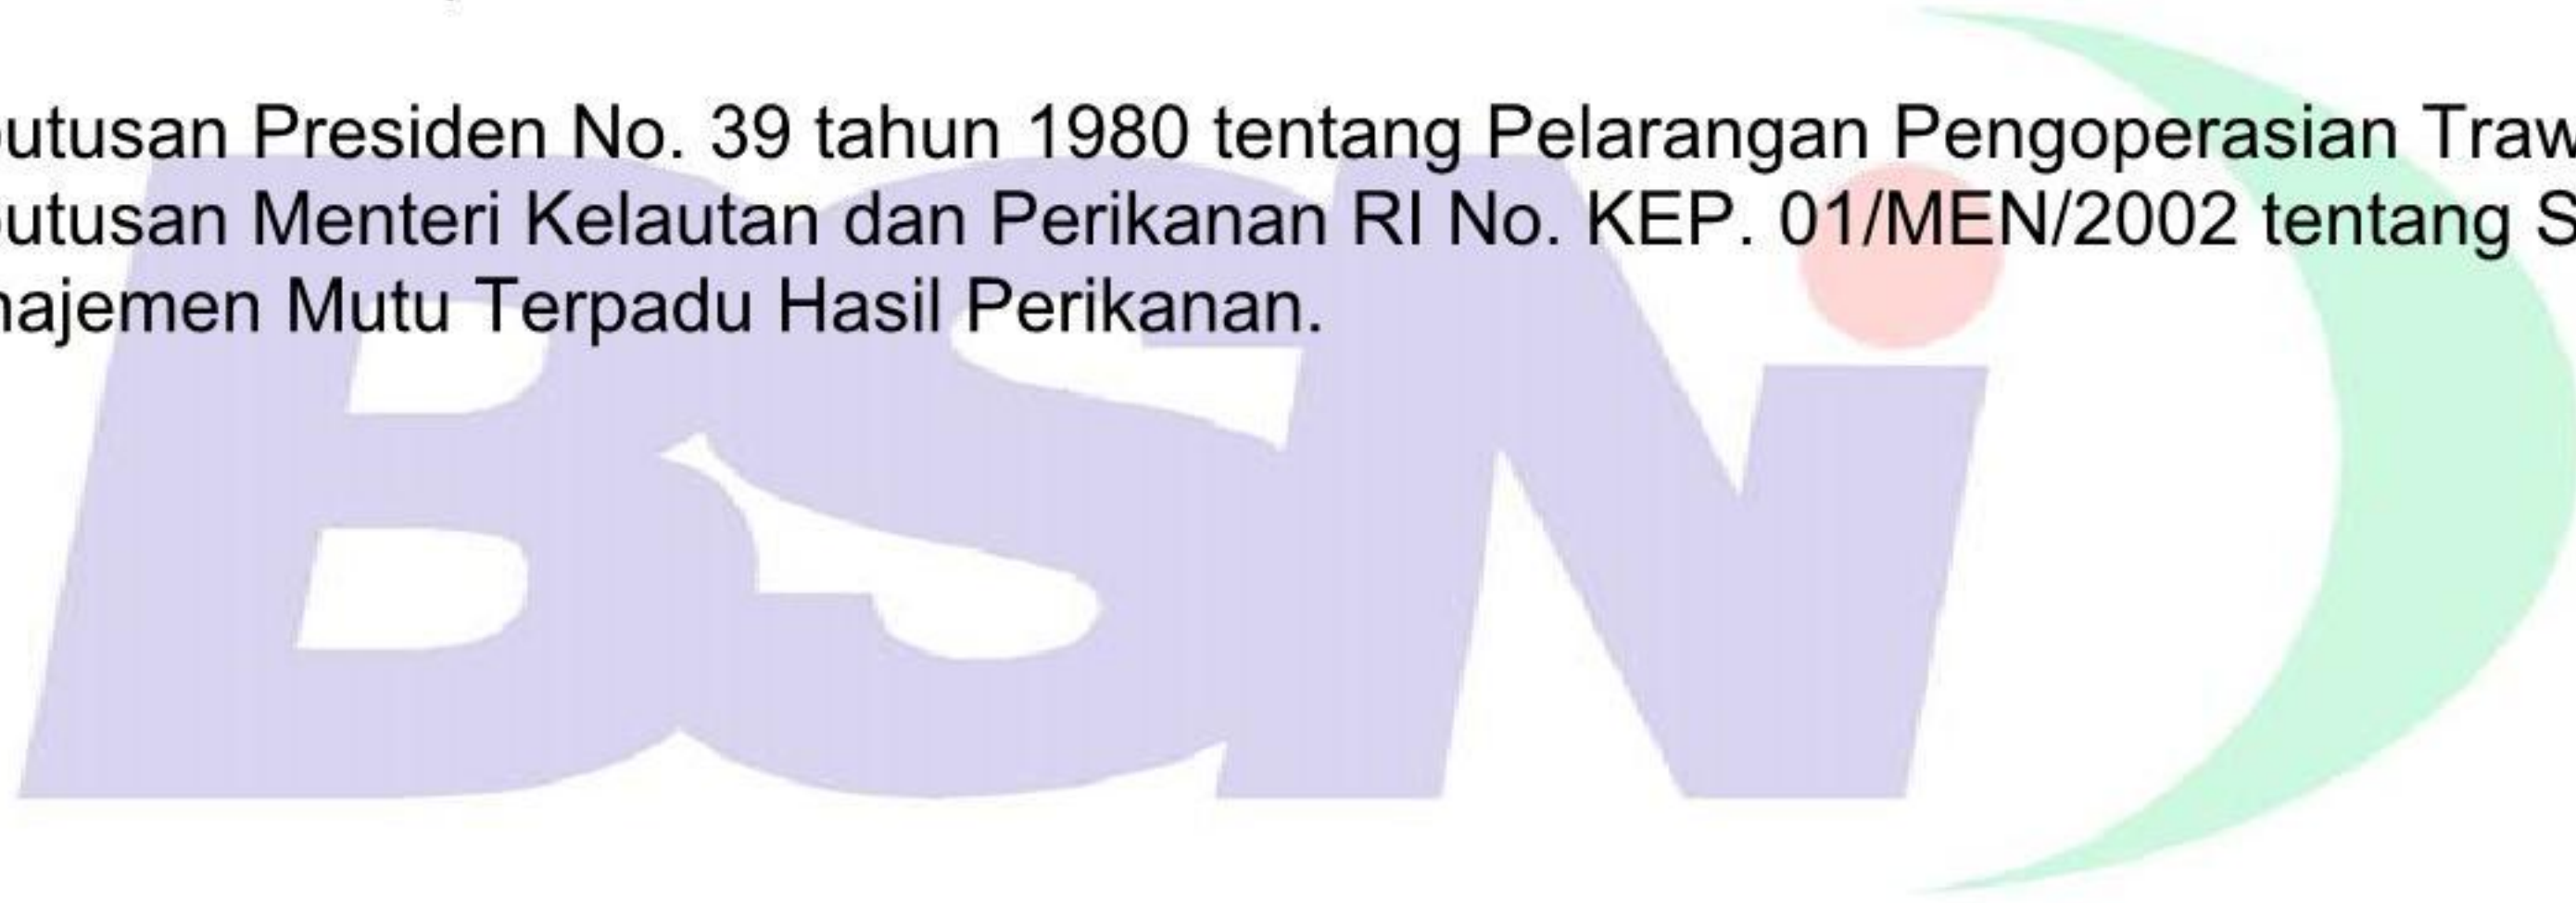 utusan Presiden No. 39 tahun 1980 tentang Pelarangan Pengoperasian Traw
utusan Menteri Kelautan dan Perikanan RI No. KEP. 01/MEN/2002 tentang S
najemen Mutu Terpadu Hasil Perikanan.
BSNi